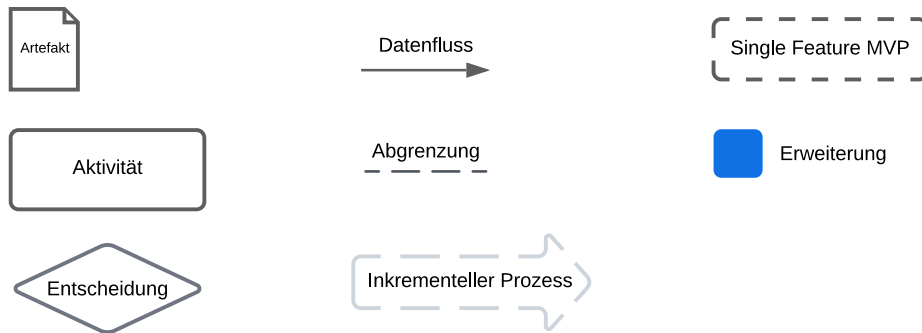 Artefakt
Datenfluss
Single Feature MVP
Aktivität
Abgrenzung
Erweiterung
Entscheidung
Inkrementeller Prozess